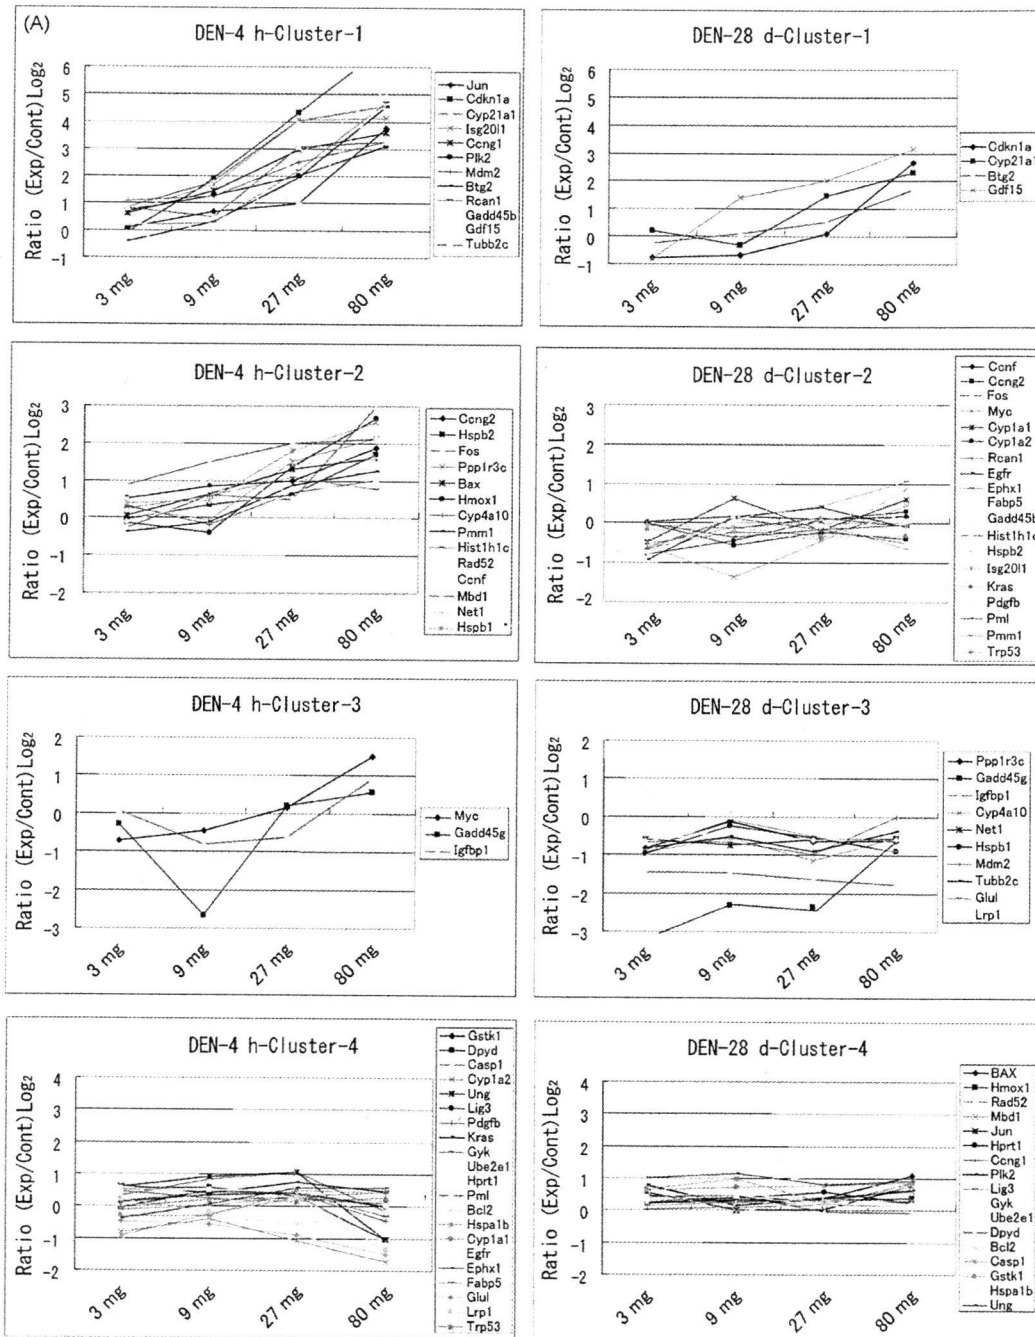 (A)
DEN-4 h-Cluster-1
Ratio (Exp/Cont)Log2
6
5
4
3
2
1
0
-1
3 mg
9 mg
27 mg
80 mg
Jun
Cdkn1a
Cyp21a1
Isg20l1
Ccng1
Plk2
Mdm2
Btg2
Rcan1
Gadd45b
Gdf15
Tubb2c
DEN-28 d-Cluster-1
Ratio (Exp/Cont)Log2
6
5
4
3
2
1
0
-1
3 mg
9 mg
27 mg
80 mg
Cdkn1a
Cyp21a1
Btg2
Gdf15
DEN-4 h-Cluster-2
Ratio (Exp/Cont)Log2
3
2
1
0
-1
-2
3 mg
9 mg
27 mg
80 mg
Ccng2
Hspb2
Fos
Ppp1r3c
Bax
Hmox1
Cyp4a10
Pmm1
Hist1h1c
Rad52
Ccnf
Mbd1
Net1
Hspb1
DEN-28 d-Cluster-2
Ratio (Exp/Cont)Log2
3
2
1
0
-1
-2
3 mg
9 mg
27 mg
80 mg
Ccnf
Ccng2
Fos
Myc
Cyp1a1
Cyp1a2
Rcan1
Egfr
Ephx1
Fabp5
Gadd45b
Hist1h1c
Hspb2
Isg20l1
Kras
Pdgfb
Pml
Pmm1
Trp53
DEN-4 h-Cluster-3
Ratio (Exp/Cont)Log2
2
1
0
-1
-2
-3
3 mg
9 mg
27 mg
80 mg
Myc
Gadd45g
Igfbp1
DEN-28 d-Cluster-3
Ratio (Exp/Cont)Log2
2
1
0
-1
-2
-3
3 mg
9 mg
27 mg
80 mg
Ppp1r3c
Gadd45g
Igfbp1
Cyp4a10
Net1
Hspb1
Mdm2
Tubb2c
Glul
Lrp1
DEN-4 h-Cluster-4
Ratio (Exp/Cont)Log2
4
3
2
1
0
-1
-2
3 mg
9 mg
27 mg
80 mg
Gstk1
Dpyd
Casp1
Cyp1a2
Ung
Lig3
Pdgfb
Kras
Gyk
Ube2e1
Hprt1
Pml
Bcl2
Hspa1b
Cyp1a1
Egfr
Ephx1
Fabp5
Glul
Lrp1
Trp53
DEN-28 d-Cluster-4
Ratio (Exp/Cont)Log2
4
3
2
1
0
-1
-2
3 mg
9 mg
27 mg
80 mg
BAX
Hmox1
Rad52
Mbd1
Jun
Hprt1
Ccng1
Plk2
Lig3
Gyk
Ube2e1
Dpyd
Bcl2
Casp1
Gstk1
Hspa1b
Ung